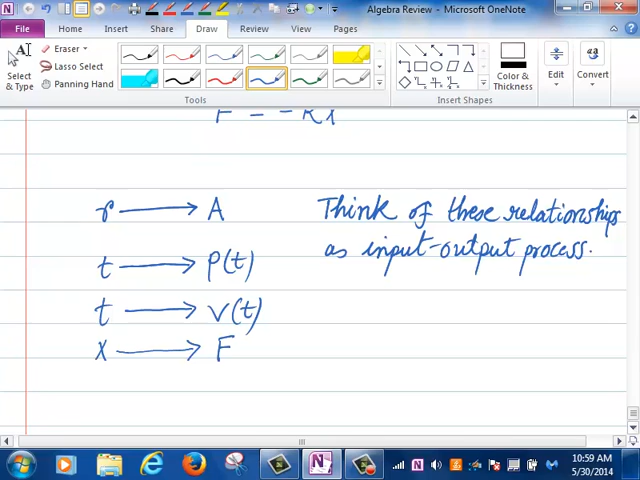 Algebra Review - Microsoft OneNote
File Home Insert Share Draw Review View
Select & Type
Eraser
Lasso Select
Panning Hand
Tools
Insert Shapes
Color & Thickness
Edit
Convert
F = -kx
r → A
t → p(t)
t → v(t)
x → F
Think of these relationships
as input-output process.
10:59 AM
5/30/2014